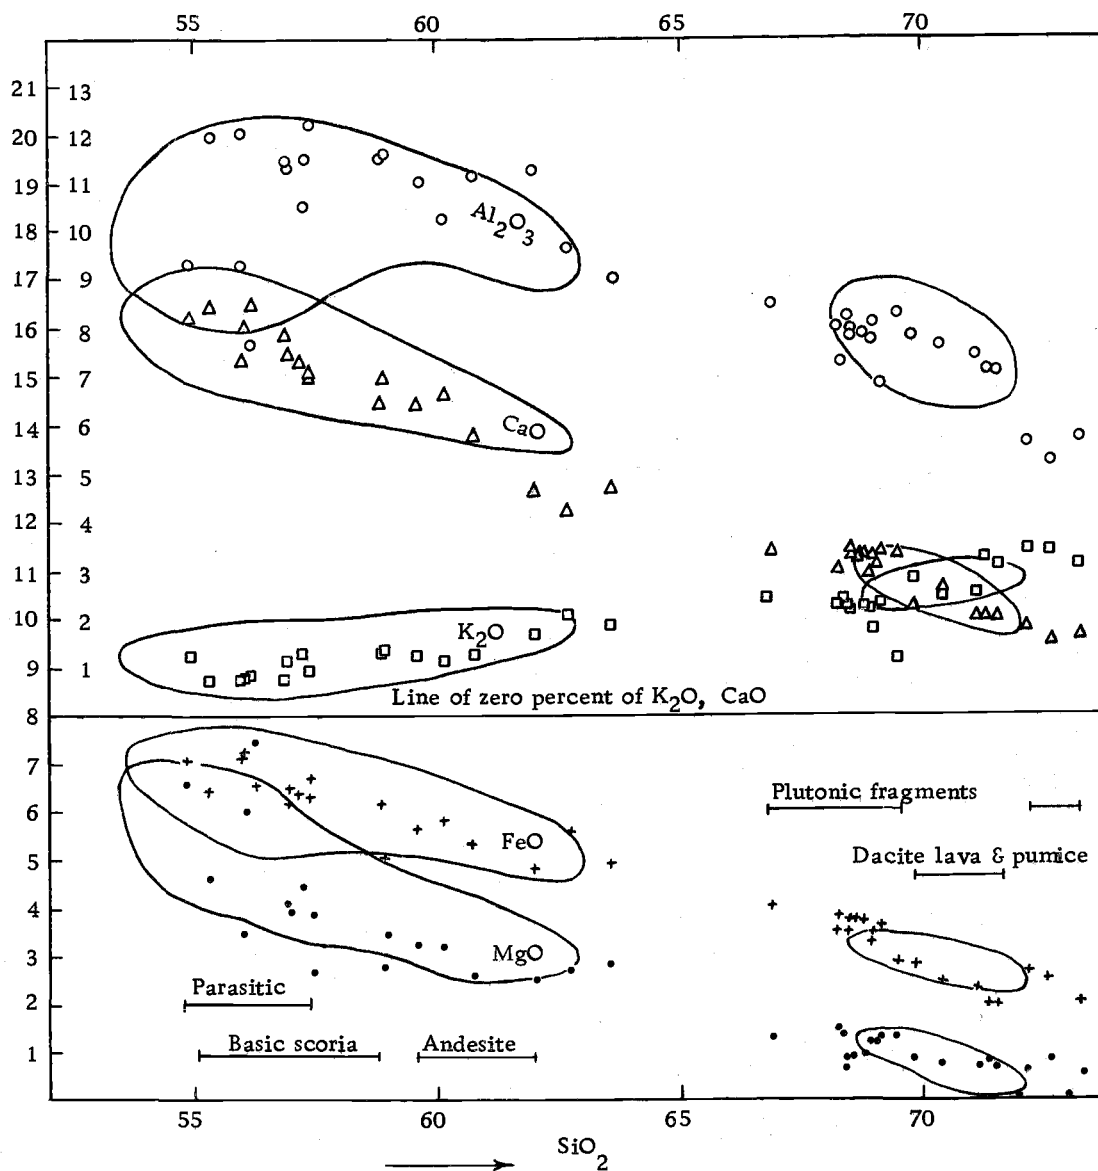 55 60 65 70
21 13
20 12
19 11
18 10
17 9
16 8
15 7
14 6
13 5
12 4
11 3
10 2
9 1
8
7
6
5
4
3
2
1
Al2O3
CaO
K2O
Line of zero percent of K2O, CaO
Plutonic fragments
FeO
Dacite lava & pumice
MgO
Parasitic
Basic scoria Andesite
55 60 65 70
SiO2